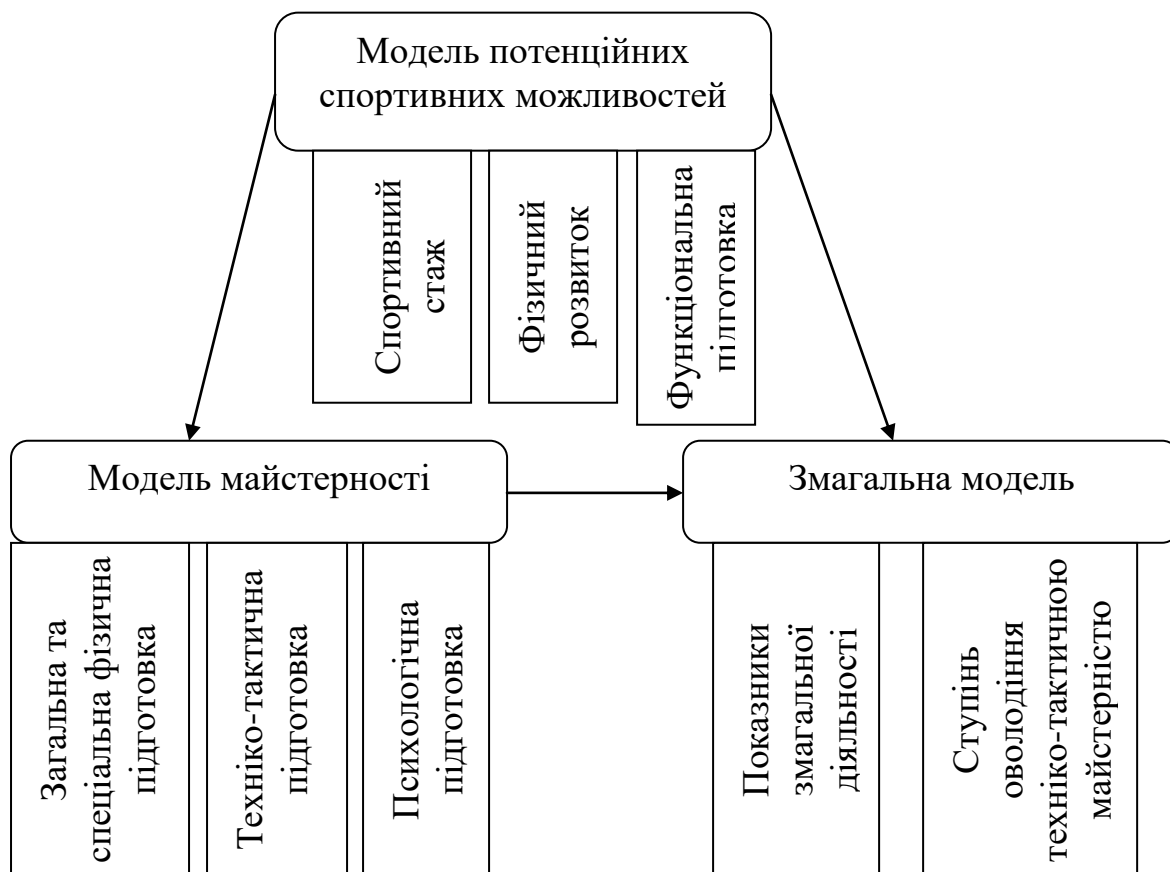 Модель потенційних
спортивних можливостей
Спортивний
стаж
Фізичний
розвиток
Функціональна
підготовка
Модель майстерності
Змагальна модель
Загальна та
спеціальна фізична
підготовка
Техніко-тактична
підготовка
Психологічна
підготовка
Показники
змагальної
діяльності
Ступінь
оволодіння
техніко-тактичною
майстерністю